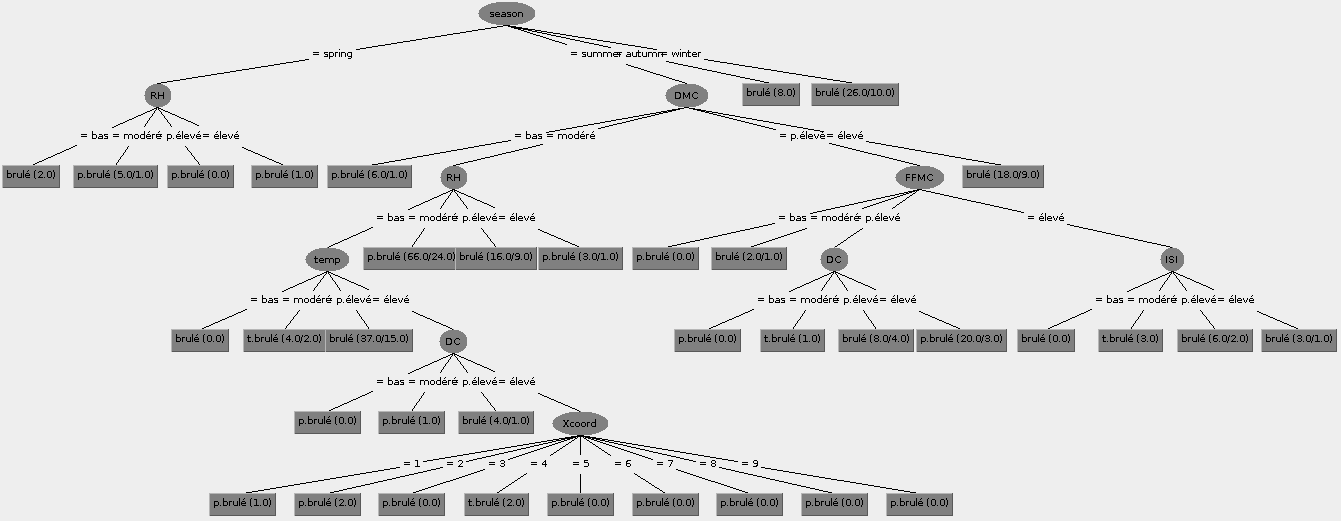 season
= spring = summer = autumn = winter
RH DMC brulé (8.0) brulé (26.0/10.0)
= bas = modéré = p.élevé = élevé = bas = modéré = p.élevé = élevé
brulé (2.0) p.brulé (5.0/1.0) p.brulé (0.0) p.brulé (1.0) p.brulé (6.0/1.0) RH FFMC brulé (18.0/9.0)
= bas = modéré = p.élevé = élevé = bas = modéré = p.élevé = élevé
temp p.brulé (66.0/24.0) brulé (16.0/9.0) p.brulé (3.0/1.0) p.brulé (0.0) brulé (2.0/1.0) DC ISI
= bas = modéré = p.élevé = élevé = bas = modéré = p.élevé = élevé = bas = modéré = p.élevé = élevé
brulé (0.0) t.brulé (4.0/2.0) brulé (37.0/15.0) DC p.brulé (0.0) t.brulé (1.0) brulé (8.0/4.0) p.brulé (20.0/3.0) brulé (0.0) t.brulé (3.0) brulé (6.0/2.0) brulé (3.0/1.0)
= bas = modéré = p.élevé = élevé
p.brulé (0.0) p.brulé (1.0) brulé (4.0/1.0) Xcoord
= 1 = 2 = 3 = 4 = 5 = 6 = 7 = 8 = 9
p.brulé (1.0) p.brulé (2.0) p.brulé (0.0) t.brulé (2.0) p.brulé (0.0) p.brulé (0.0) p.brulé (0.0) p.brulé (0.0) p.brulé (0.0)